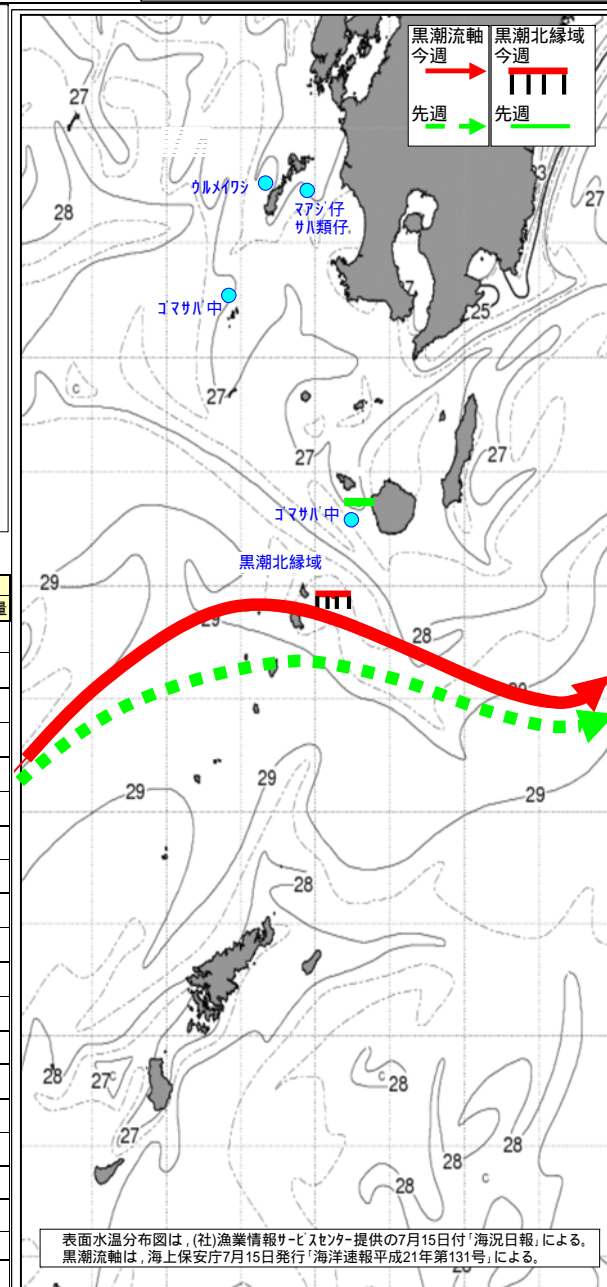 黒潮流軸
今週
先週
黒潮北縁域
今週
先週
27
27
28
ウルメイワシ
マアジ仔
サバ類仔
ゴマサバ中
7
25
27
c
27
27
ゴマサバ中
黒潮北縁域
29
量
29
28
29
29
29
28
28
27
c
c
28
27
28
28
c
28
表面水温分布図は，(社)漁業情報サービスセンター提供の7月15日付「海況日報」による。
黒潮流軸は，海上保安庁7月15日発行「海洋速報平成21年第131号」による。